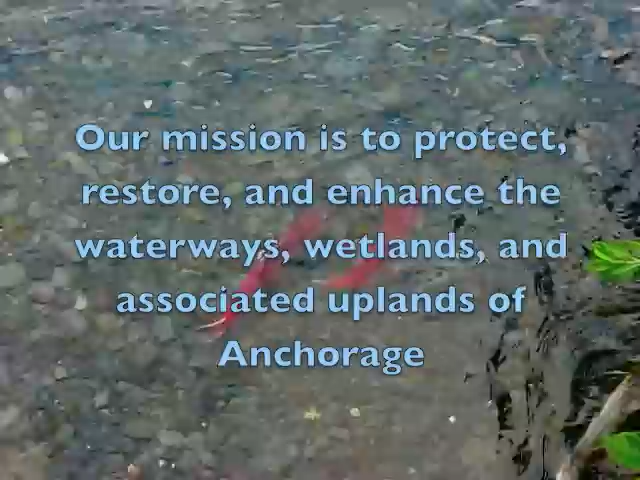 Our mission is to protect,
restore, and enhance the
waterways, wetlands, and
associated uplands of
Anchorage